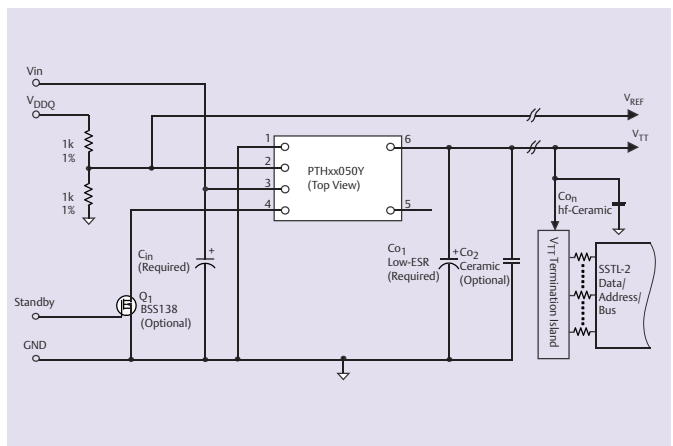 Vin
VDDQ
1k
1%
1k
1%
1
2
3
4
PTHxx050Y
(Top View)
6
5
VREF
VTT
Cin
(Required)
Co1
Low-ESR
(Required)
+
+
Co2
Ceramic
(Optional)
Con
hf-Ceramic
VTT Termination Island
SSTL-2
Data/
Address/
Bus
Standby
Q1
BSS138
(Optional)
GND